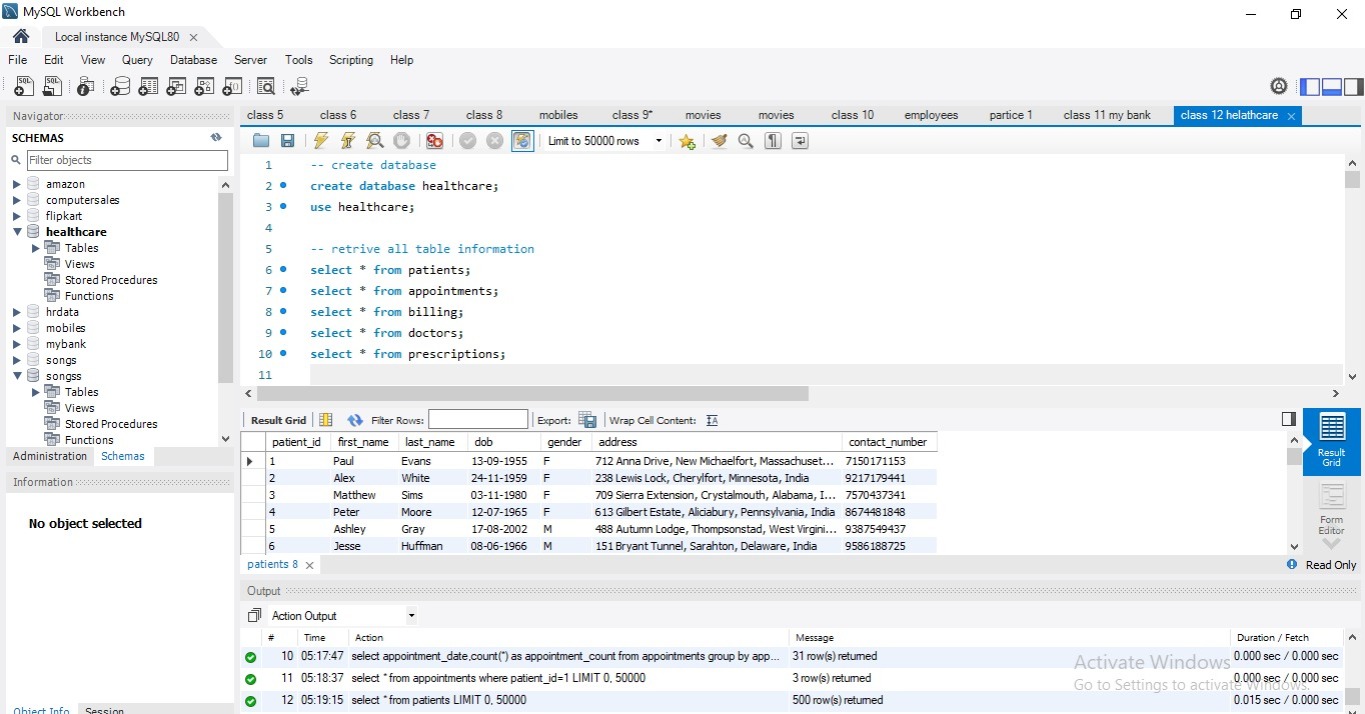 MySQL Workbench
Local instance MySQL80
File Edit View Query Database Server Tools Scripting Help
Navigator
SCHEMAS
Filter objects
amazon
computersales
flipkart
healthcare
Tables
Views
Stored Procedures
Functions
hrdata
mobiles
mybank
songs
songss
Tables
Views
Stored Procedures
Functions
Administration Schemas
Information
No object selected
Object Info Session
class 5 class 6 class 7 class 8 mobiles class 9* movies movies class 10 employees partice 1 class 11 my bank class 12 helathcare
Limit to 50000 rows
1 -- create database
2 create database healthcare;
3 use healthcare;
4
5 -- retrive all table information
6 select * from patients;
7 select * from appointments;
8 select * from billing;
9 select * from doctors;
10 select * from prescriptions;
11
Result Grid Filter Rows: Export: Wrap Cell Content:
patient_id first_name last_name dob gender address contact_number
1 Paul Evans 13-09-1955 F 712 Anna Drive, New Michaelfort, Massachuset... 7150171153
2 Alex White 24-11-1959 F 238 Lewis Lock, Cherylfort, Minnesota, India 9217179441
3 Matthew Sims 03-11-1980 F 709 Sierra Extension, Crystalmouth, Alabama, I... 7570437341
4 Peter Moore 12-07-1965 F 613 Gilbert Estate, Aliciabury, Pennsylvania, India 8674481848
5 Ashley Gray 17-08-2002 M 488 Autumn Lodge, Thompsonstad, West Virgini... 9387549437
6 Jesse Huffman 08-06-1966 M 151 Bryant Tunnel, Sarahton, Delaware, India 9586188725
Result
Grid
Form
Editor
patients 8
Read Only
Output
Action Output
# Time Action Message Duration / Fetch
10 05:17:47 select appointment_date,count(*) as appointment_count from appointments group by app... 31 row(s) returned 0.000 sec / 0.000 sec
11 05:18:37 select * from appointments where patient_id=1 LIMIT 0, 50000 3 row(s) returned 0.000 sec / 0.000 sec
12 05:19:15 select * from patients LIMIT 0, 50000 500 row(s) returned 0.015 sec / 0.000 sec
Activate Windows
Go to Settings to activate Windows.